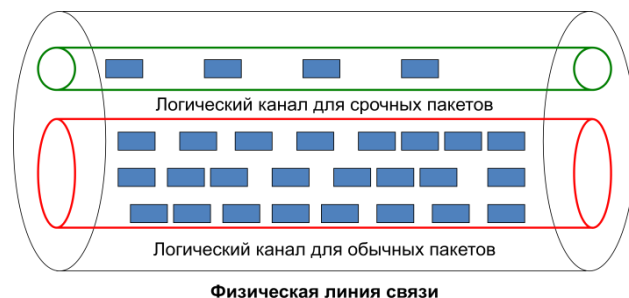 Логический канал для срочных пакетов
Логический канал для обычных пакетов
Физическая линия связи